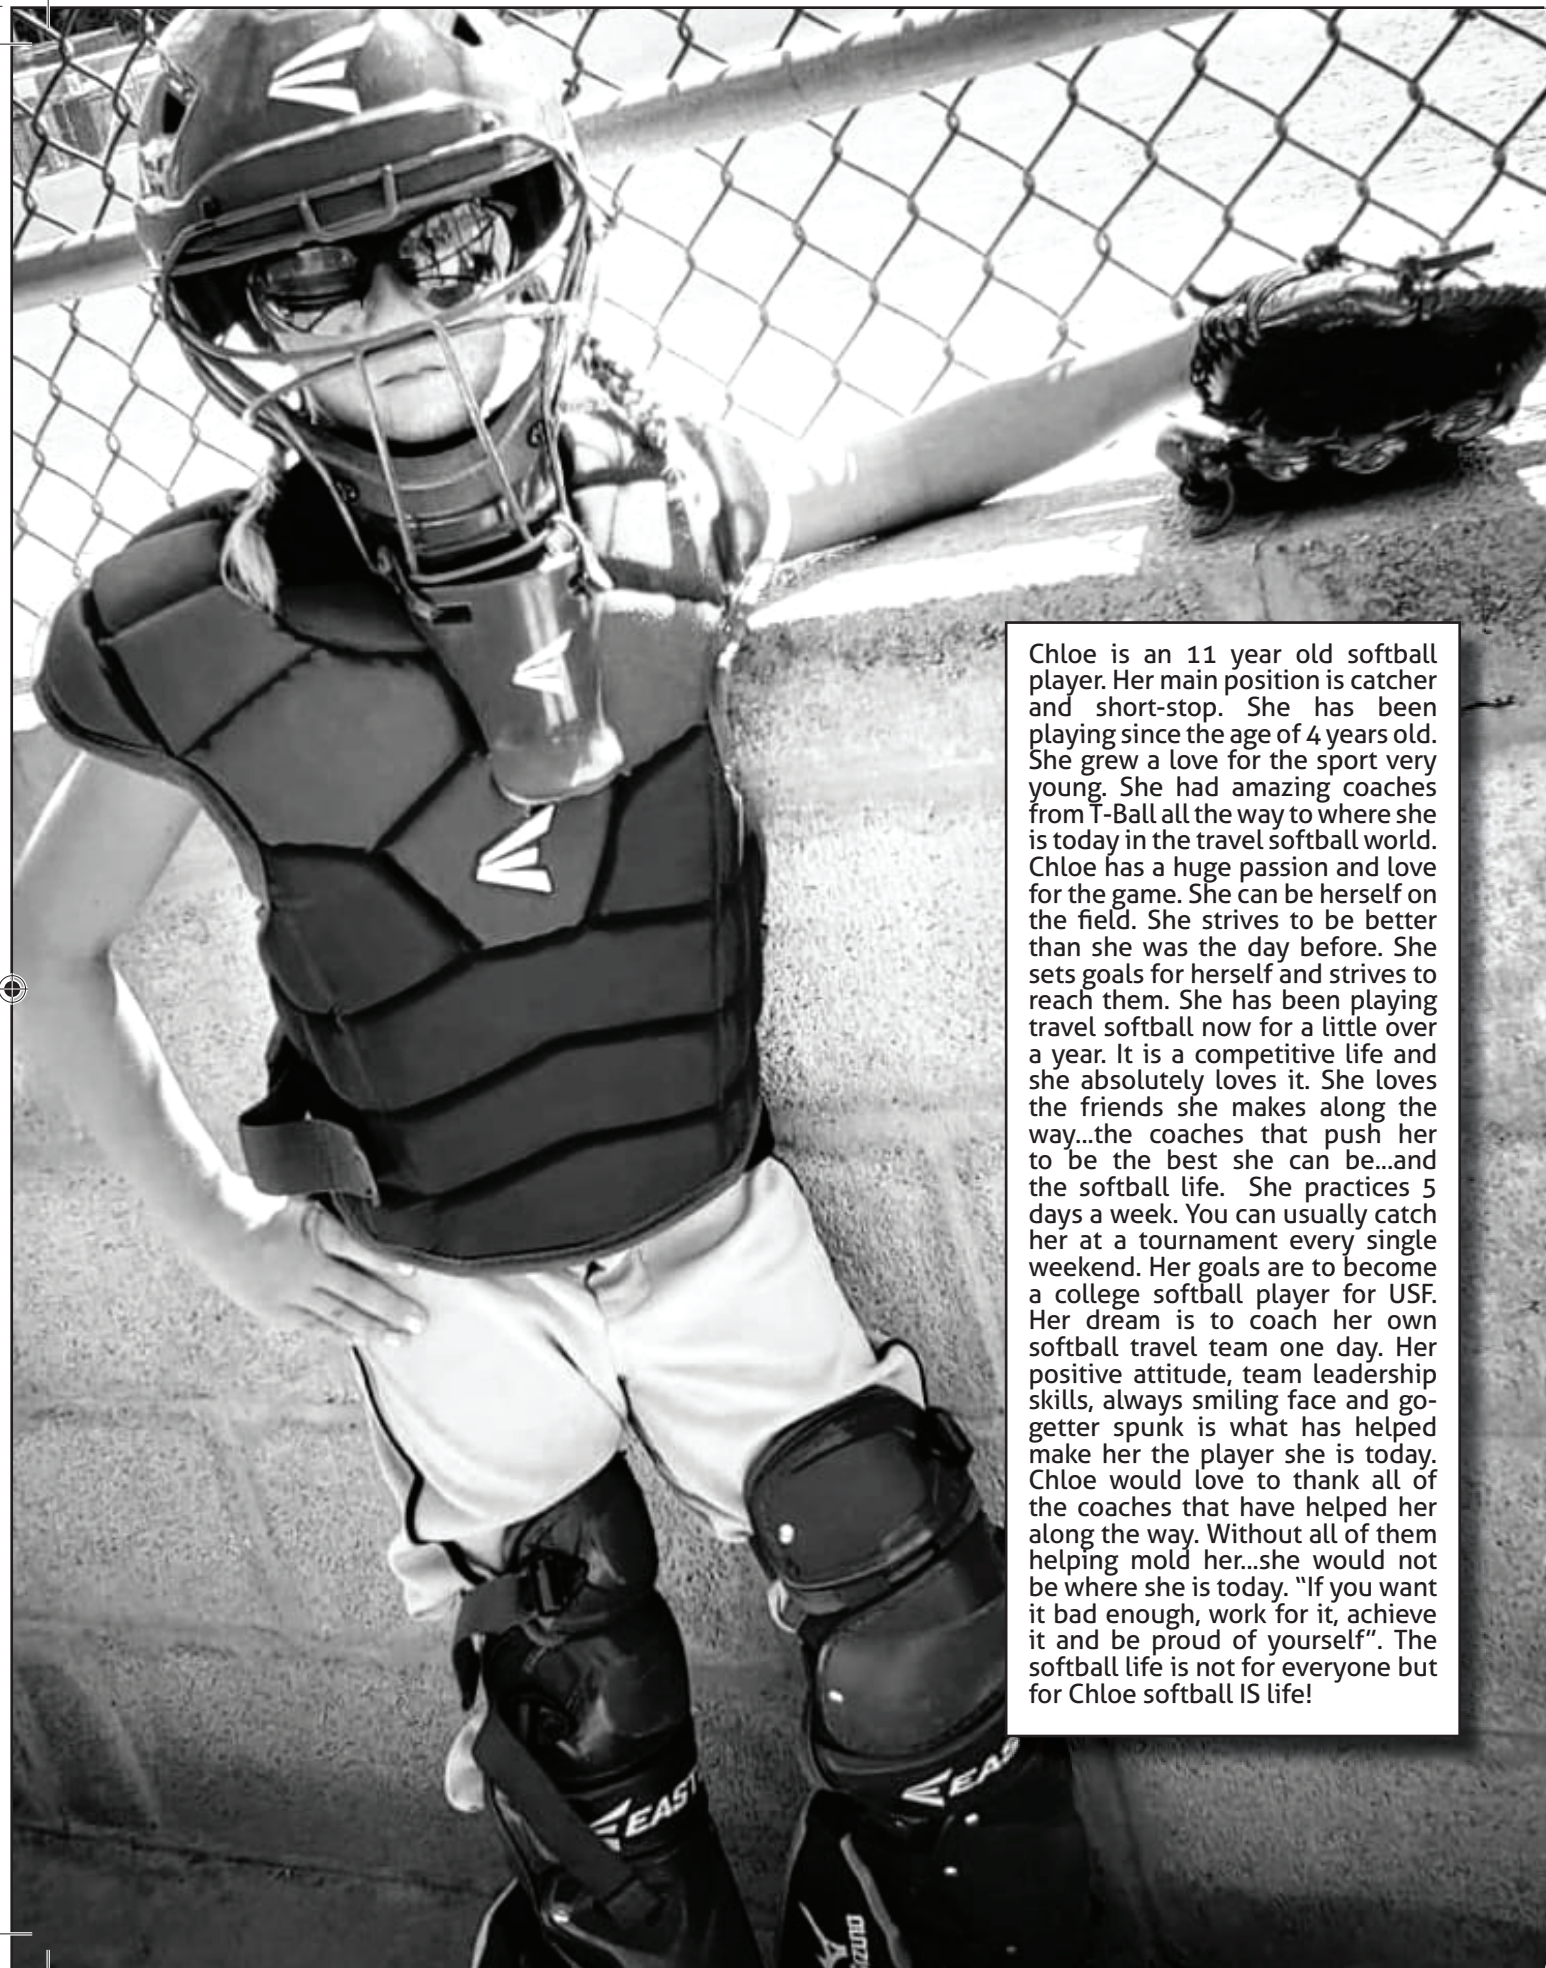 Chloe is an 11 year old softball
player. Her main position is catcher
and short-stop. She has been
playing since the age of 4 years old.
She grew a love for the sport very
young. She had amazing coaches
from T-Ball all the way to where she
is today in the travel softball world.
Chloe has a huge passion and love
for the game. She can be herself on
the field. She strives to be better
than she was the day before. She
sets goals for herself and strives to
reach them. She has been playing
travel softball now for a little over
a year. It is a competitive life and
she absolutely loves it. She loves
the friends she makes along the
way...the coaches that push her
to be the best she can be...and
the softball life.  She practices 5
days a week. You can usually catch
her at a tournament every single
weekend. Her goals are to become
a college softball player for USF.
Her dream is to coach her own
softball travel team one day. Her
positive attitude, team leadership
skills, always smiling face and go-
getter spunk is what has helped
make her the player she is today.
Chloe would love to thank all of
the coaches that have helped her
along the way. Without all of them
helping mold her...she would not
be where she is today. “If you want
it bad enough, work for it, achieve
it and be proud of yourself”. The
softball life is not for everyone but
for Chloe softball IS life!
EAST
EAS